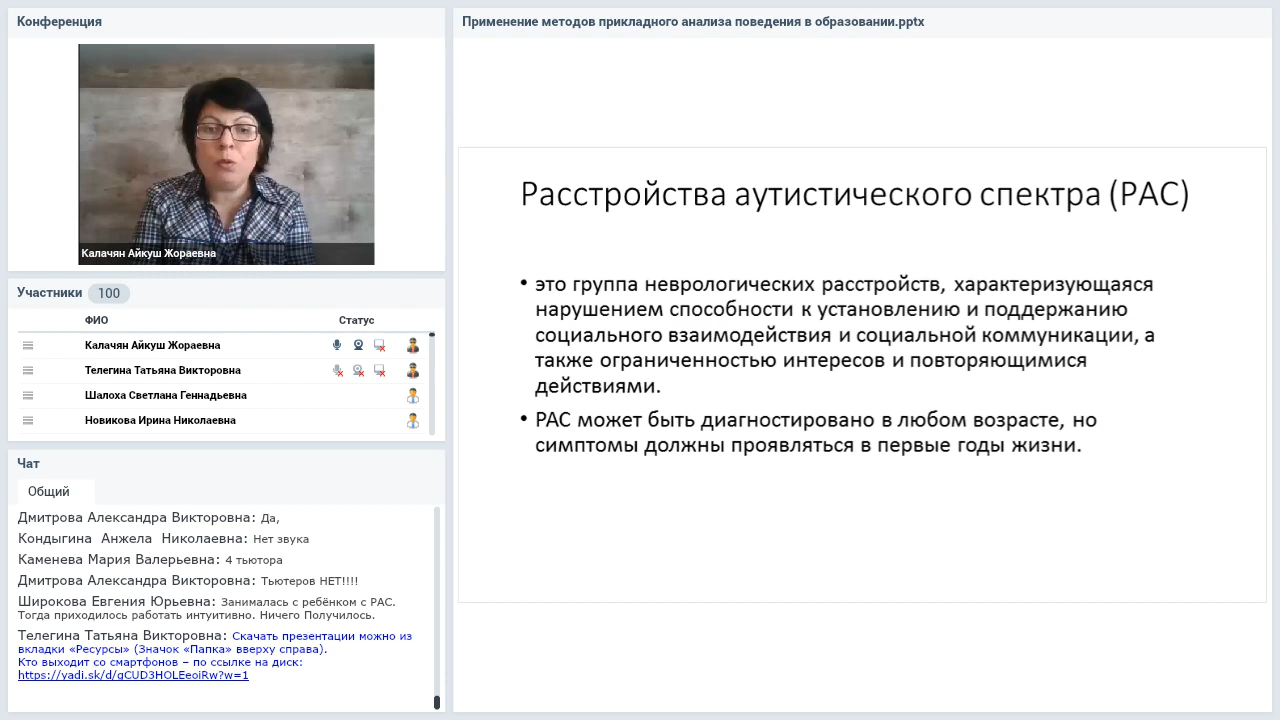 Конференция
Калачян Айкуш Жораевна
Участники 100
ФИО Статус
Калачян Айкуш Жораевна
Телегина Татьяна Викторовна
Шалоха Светлана Геннадьевна
Новикова Ирина Николаевна
Чат
Общий
Дмитрова Александра Викторовна: Да,
Кондыгина Анжела Николаевна: Нет звука
Каменева Мария Валерьевна: 4 тьютора
Дмитрова Александра Викторовна: Тьютеров НЕТ!!!!
Широкова Евгения Юрьевна: Занималась с ребёнком с РАС.
Тогда приходилось работать интуитивно. Ничего Получилось.
Телегина Татьяна Викторовна: Скачать презентации можно из
вкладки «Ресурсы» (Значок «Папка» вверху справа).
Кто выходит со смартфонов – по ссылке на диск:
https://yadi.sk/d/gCUD3HOLEeoiRw?w=1
Применение методов прикладного анализа поведения в образовании.pptx
Расстройства аутистического спектра (РАС)
• это группа неврологических расстройств, характеризующаяся
нарушением способности к установлению и поддержанию
социального взаимодействия и социальной коммуникации, а
также ограниченностью интересов и повторяющимися
действиями.
• РАС может быть диагностировано в любом возрасте, но
симптомы должны проявляться в первые годы жизни.